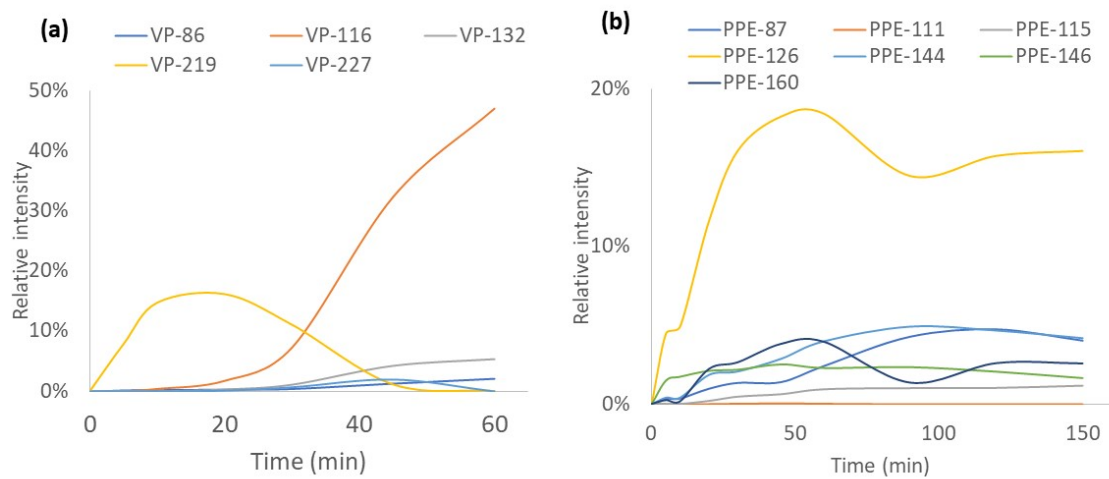 (a)
VP-86 VP-116 VP-132
VP-219 VP-227
50%
40%
30%
20%
10%
0%
Relative intensity
0 20 40 60
Time (min)
(b)
PPE-87 PPE-111 PPE-115
PPE-126 PPE-144 PPE-146
PPE-160
20%
10%
0%
Relative intensity
0 50 100 150
Time (min)